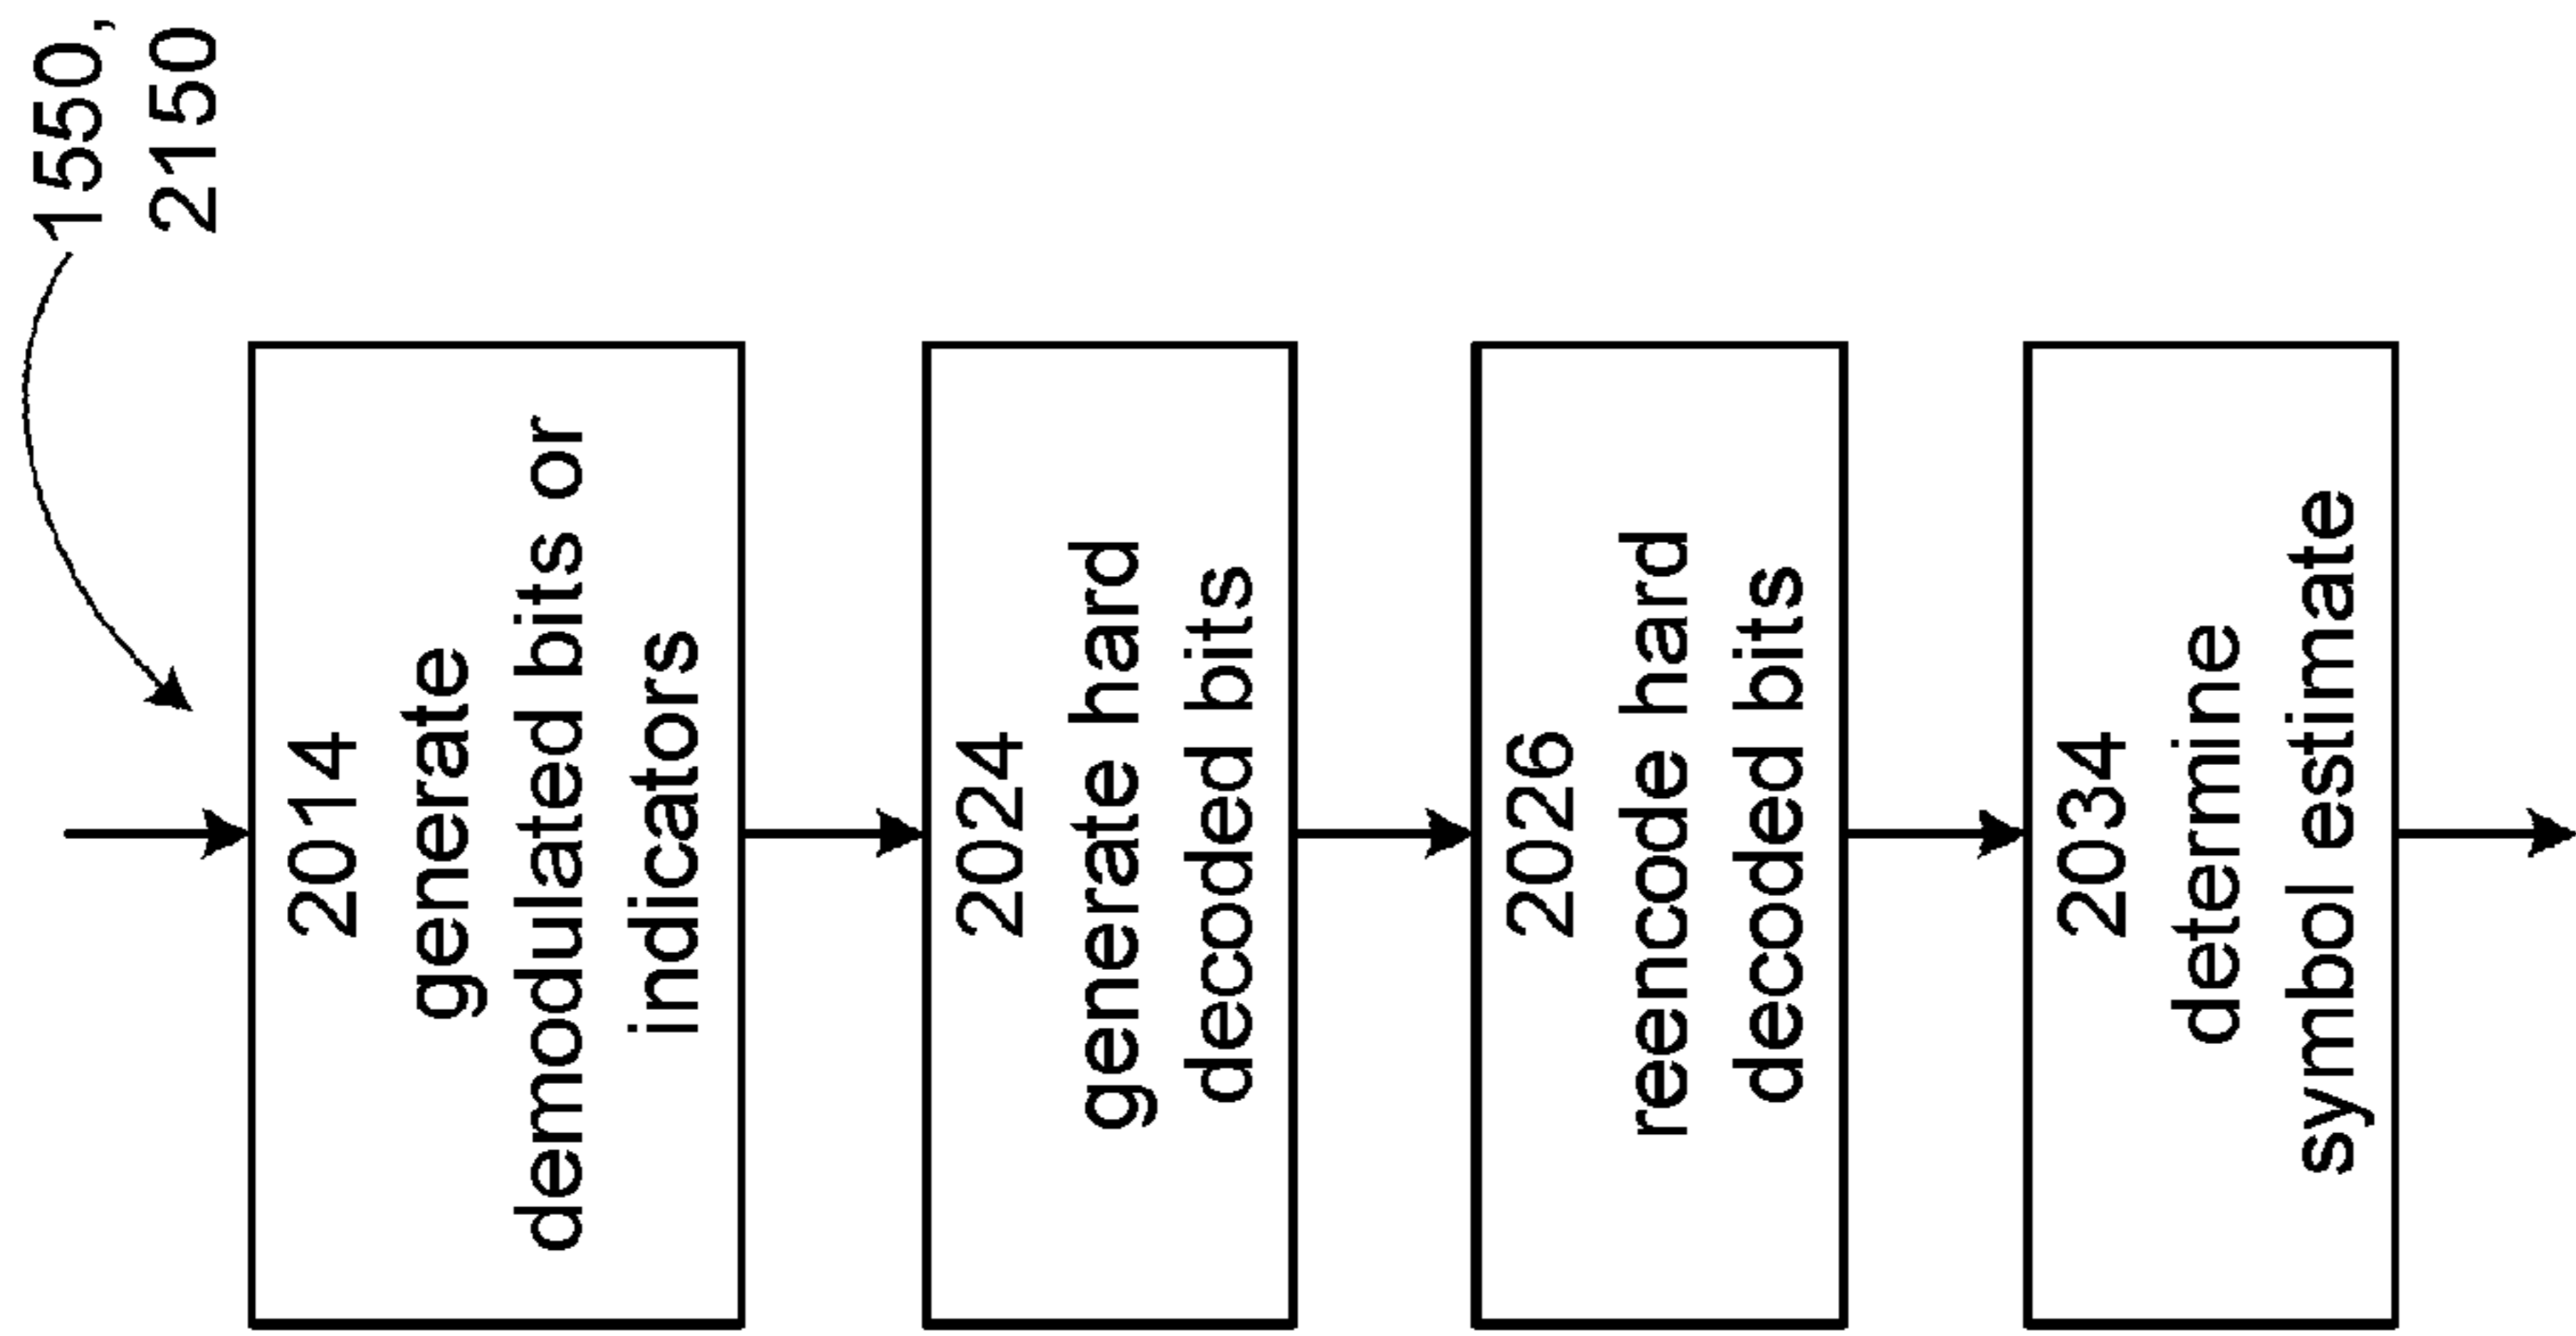 1550,
2150
2014
generate
demodulated bits or
indicators
2024
generate hard
decoded bits
2026
reencode hard
decoded bits
2034
determine
symbol estimate